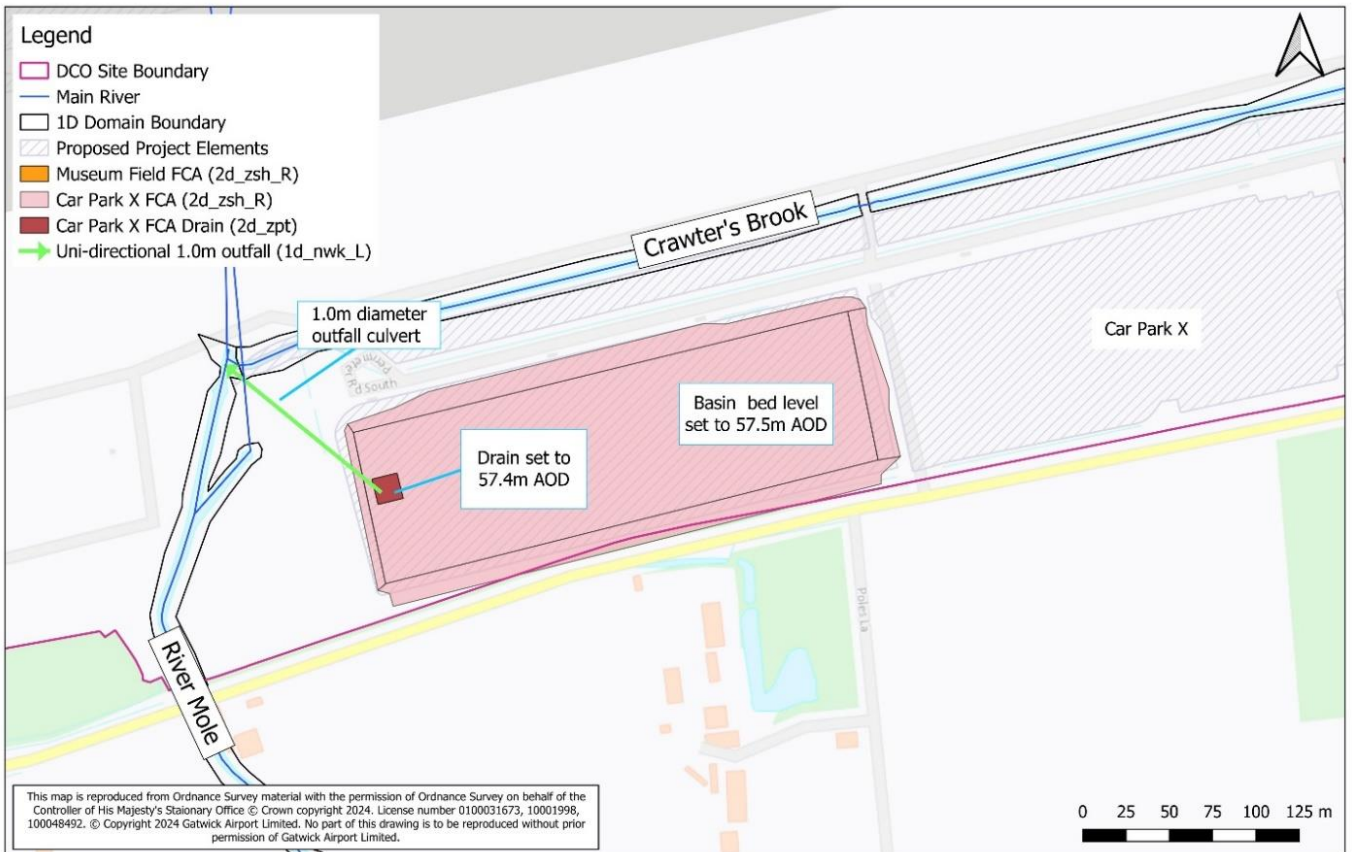 Legend
DCO Site Boundary
Main River
1D Domain Boundary
Proposed Project Elements
Museum Field FCA (2d_zsh_R)
Car Park X FCA (2d_zsh_R)
Car Park X FCA Drain (2d_zpt)
Uni-directional 1.0m outfall (1d_nwk_L)
Crawter's Brook
1.0m diameter
outfall culvert
Car Park X
Rd South
Basin bed level
set to 57.5m AOD
Drain set to
57.4m AOD
Poles La
River Mole
This map is reproduced from Ordnance Survey material with the permission of Ordnance Survey on behalf of the
Controller of His Majesty's Staionary Office © Crown copyright 2024. License number 0100031673, 10001998,
100048492. © Copyright 2024 Gatwick Airport Limited. No part of this drawing is to be reproduced without prior
permission of Gatwick Airport Limited.
0 25 50 75 100 125 m